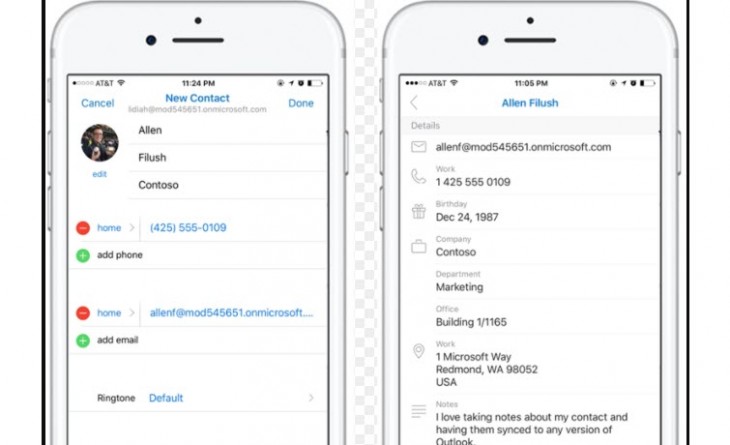 AT&T 11:24 PM
Cancel New Contact Done
lidiah@mod545651.onmicrosoft.com
Allen
Filush
edit
Contoso
home (425) 555-0109
add phone
home allenf@mod545651.onmicrosoft....
add email
Ringtone Default
AT&T 11:05 PM
Allen Filush
Details
allenf@mod545651.onmicrosoft.com
Work
1 425 555 0109
Birthday
Dec 24, 1987
Company
Contoso
Department
Marketing
Office
Building 1/1165
Work
1 Microsoft Way
Redmond, WA 98052
USA
Notes
I love taking notes about my contact and
having them synced to any version of
Outlook.